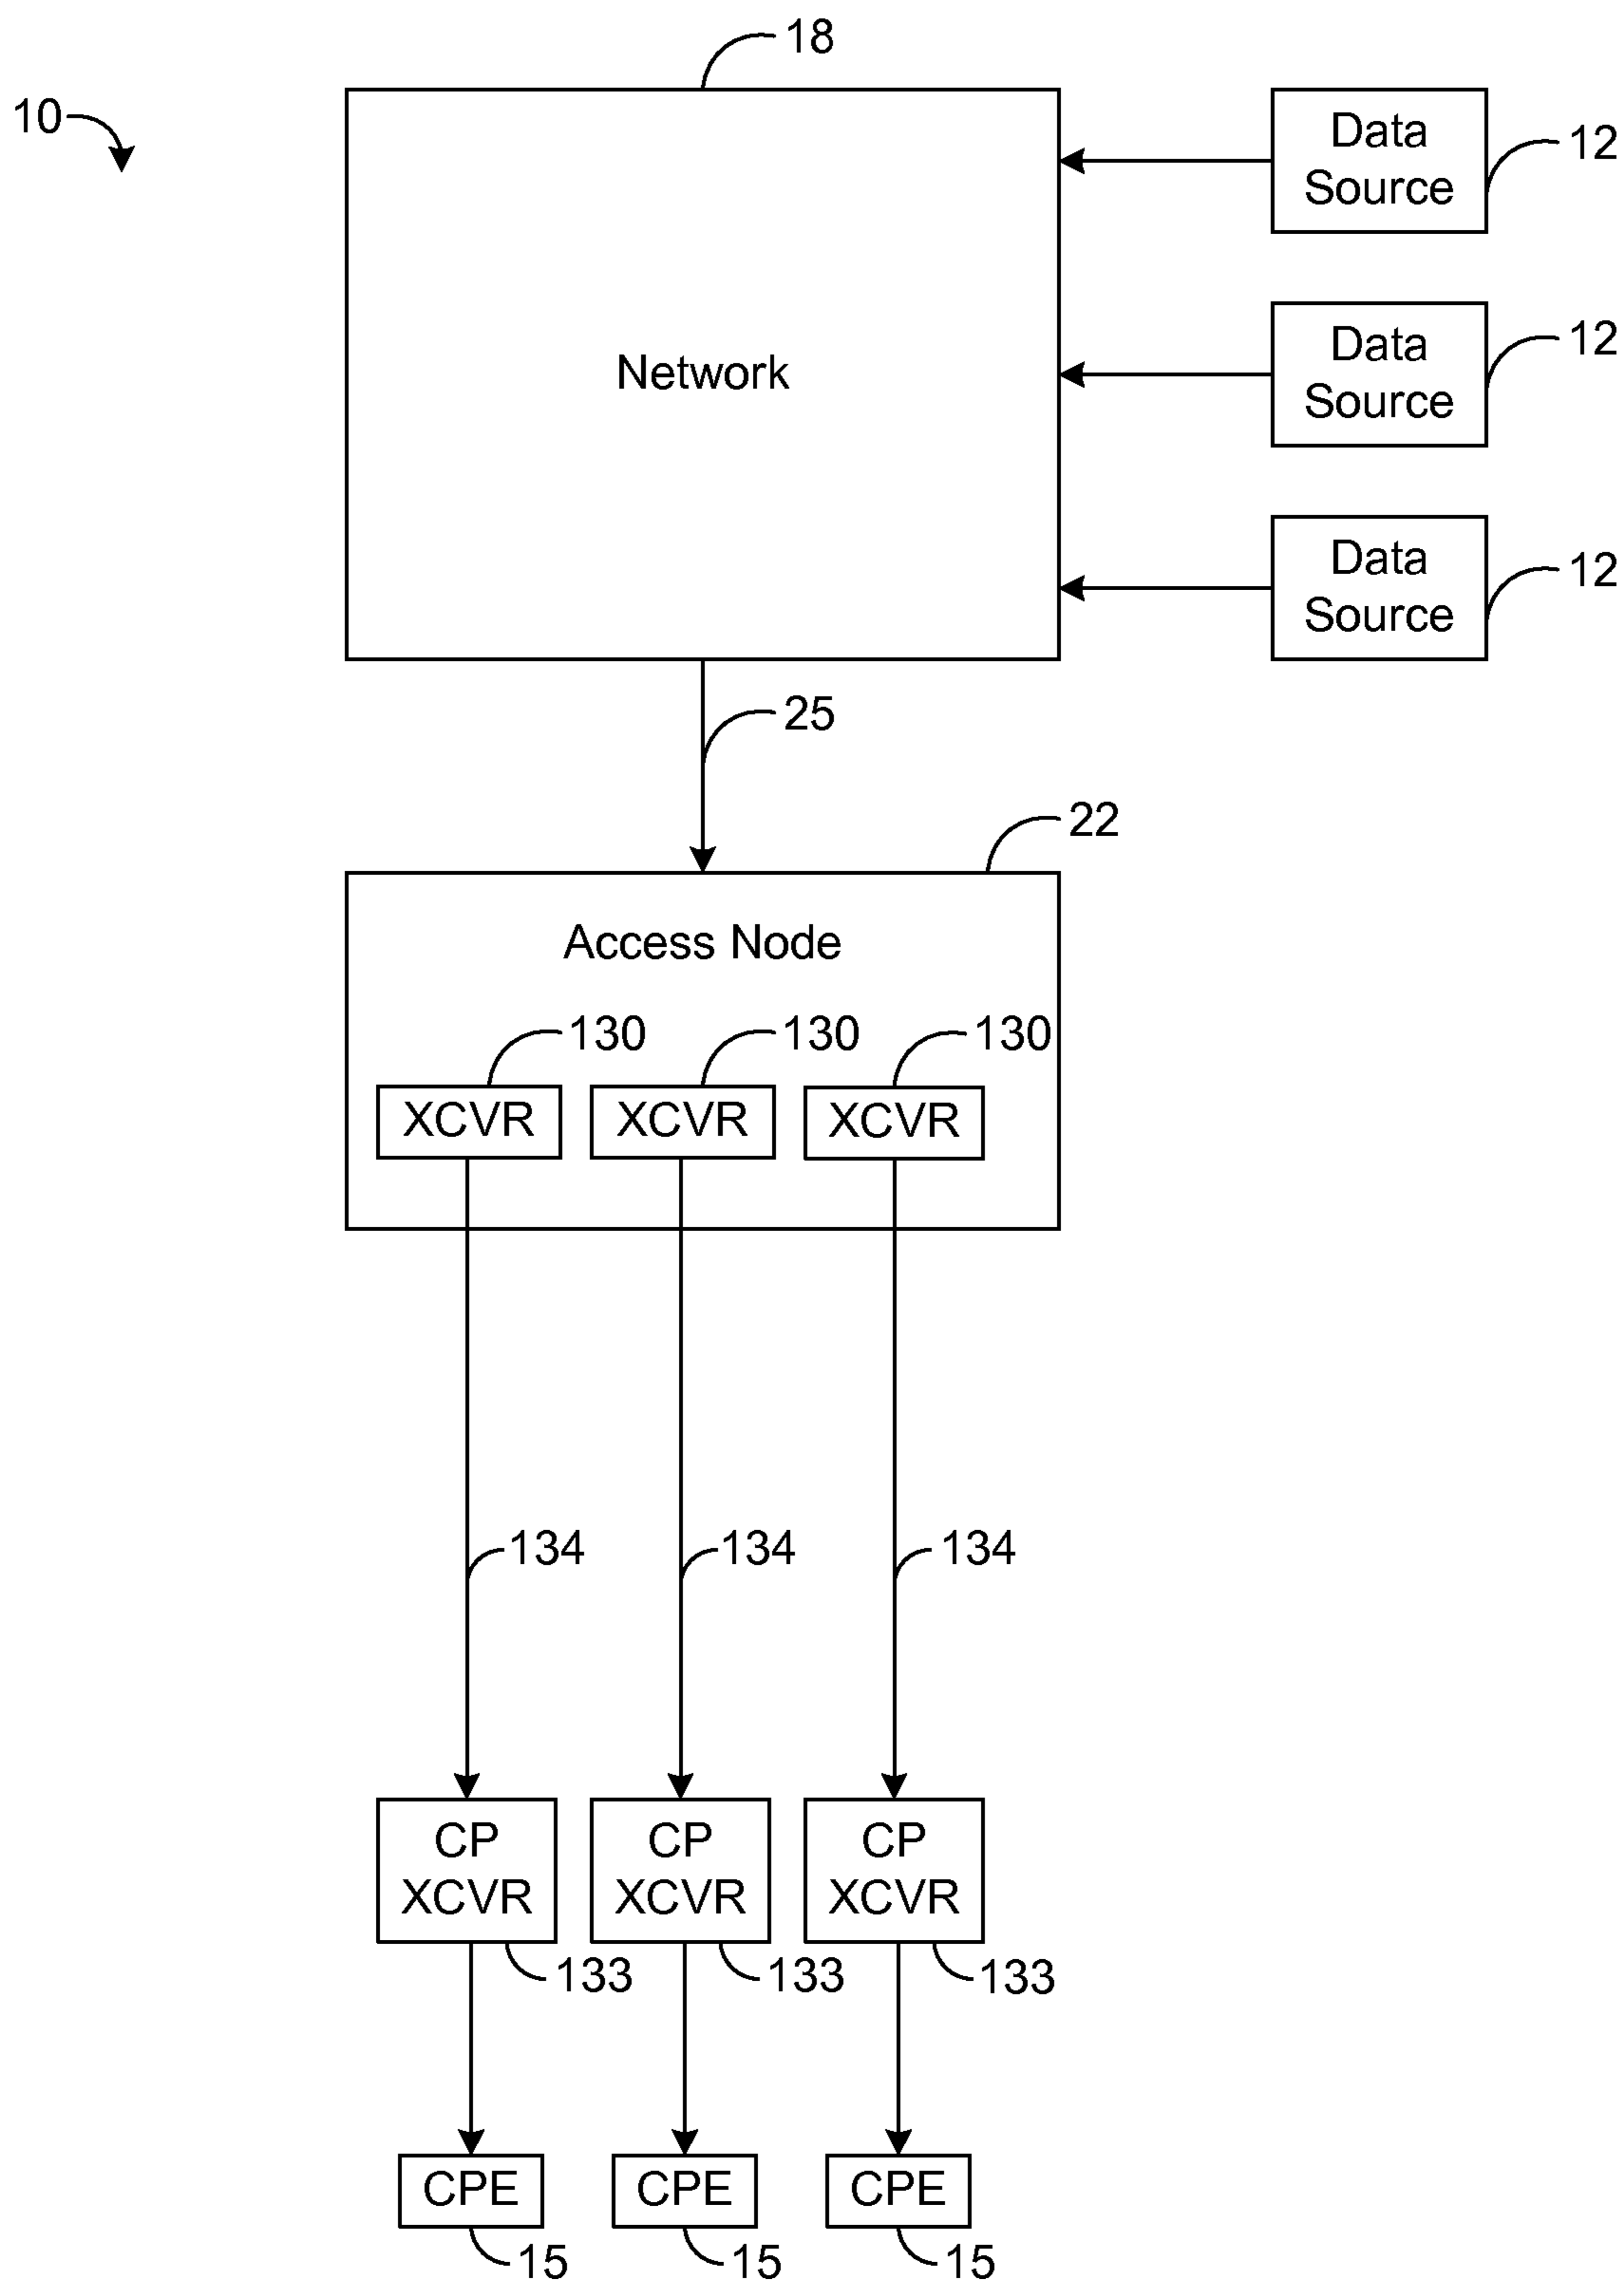 18
10
Data
Source
12
Network
Data
Source
12
Data
Source
12
25
22
Access Node
130 130 130
XCVR XCVR XCVR
134 134 134
CP CP CP
XCVR XCVR XCVR
133 133 133
CPE CPE CPE
15 15 15